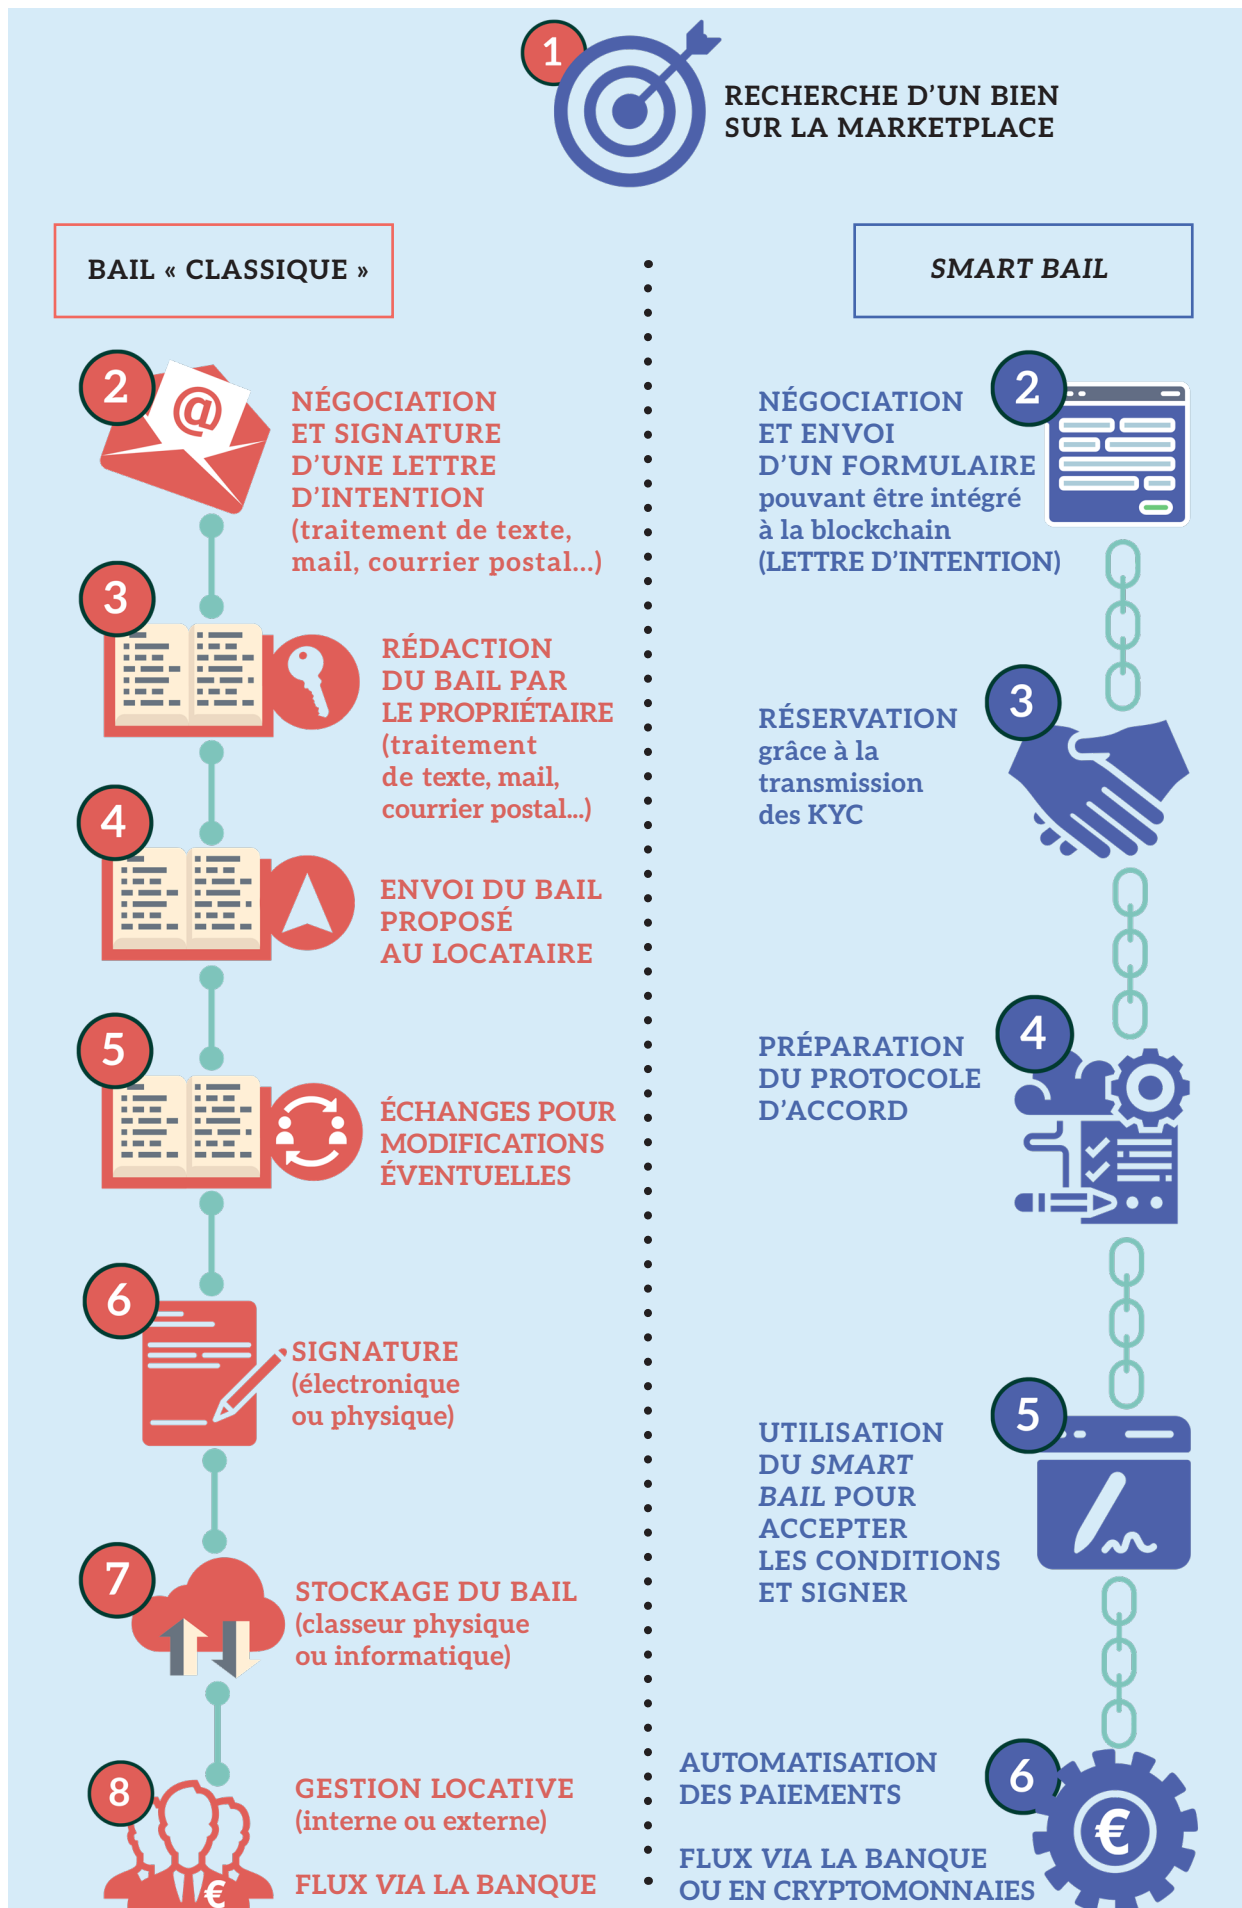 1
RECHERCHE D’UN BIEN
SUR LA MARKETPLACE
BAIL « CLASSIQUE »
2
@
NÉGOCIATION
ET SIGNATURE
D’UNE LETTRE
D’INTENTION
(traitement de texte,
mail, courrier postal...)
3
RÉDACTION
DU BAIL PAR
LE PROPRIÉTAIRE
(traitement
de texte, mail,
courrier postal...)
4
ENVOI DU BAIL
PROPOSÉ
AU LOCATAIRE
5
ÉCHANGES POUR
MODIFICATIONS
ÉVENTUELLES
6
SIGNATURE
(électronique
ou physique)
7
STOCKAGE DU BAIL
(classeur physique
ou informatique)
8
GESTION LOCATIVE
(interne ou externe)
FLUX VIA LA BANQUE
€
SMART BAIL
2
NÉGOCIATION
ET ENVOI
D’UN FORMULAIRE
pouvant être intégré
à la blockchain
(LETTRE D’INTENTION)
3
RÉSERVATION
grâce à la
transmission
des KYC
4
PRÉPARATION
DU PROTOCOLE
D’ACCORD
5
UTILISATION
DU SMART
BAIL POUR
ACCEPTER
LES CONDITIONS
ET SIGNER
6
AUTOMATISATION
DES PAIEMENTS
€
FLUX VIA LA BANQUE
OU EN CRYPTOMONNAIES